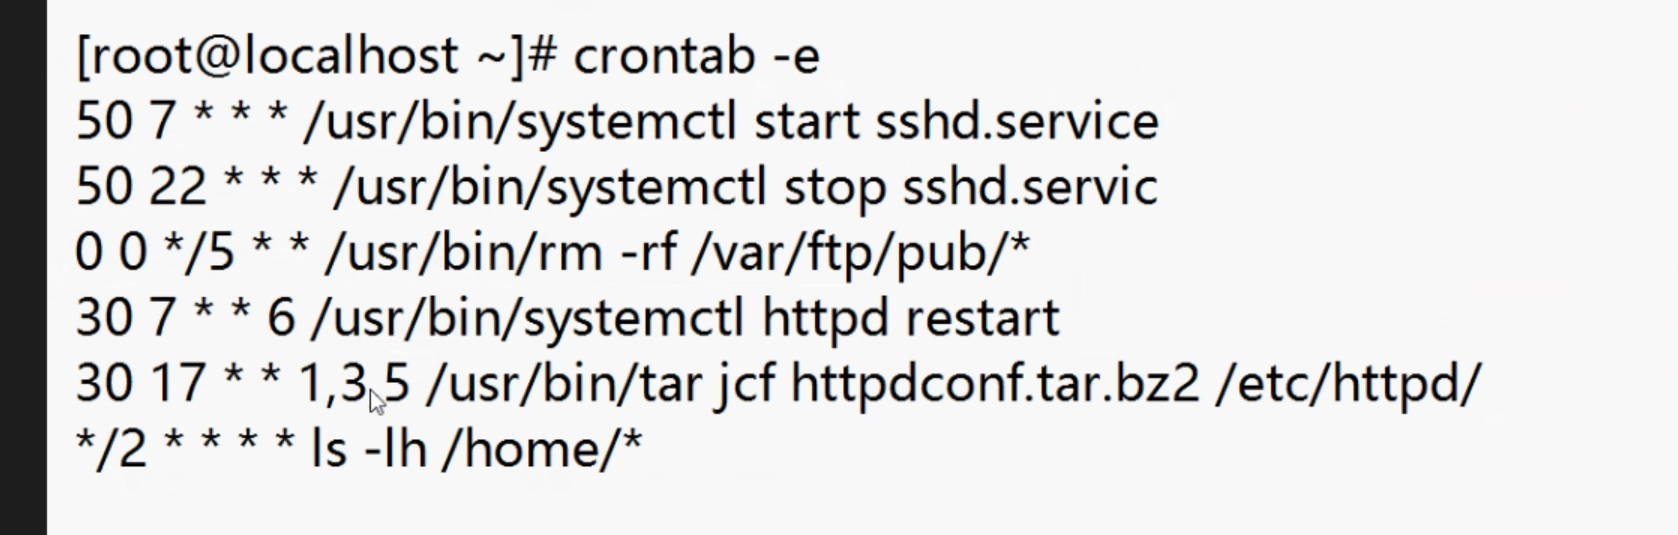 [root@localhost ~]# crontab -e
50 7 * * * /usr/bin/systemctl start sshd.service
50 22 * * * /usr/bin/systemctl stop sshd.servic
0 0 */5 * * /usr/bin/rm -rf /var/ftp/pub/*
30 7 * * 6 /usr/bin/systemctl httpd restart
30 17 * * 1,3,5 /usr/bin/tar jcf httpdconf.tar.bz2 /etc/httpd/
*/2 * * * * ls -lh /home/*